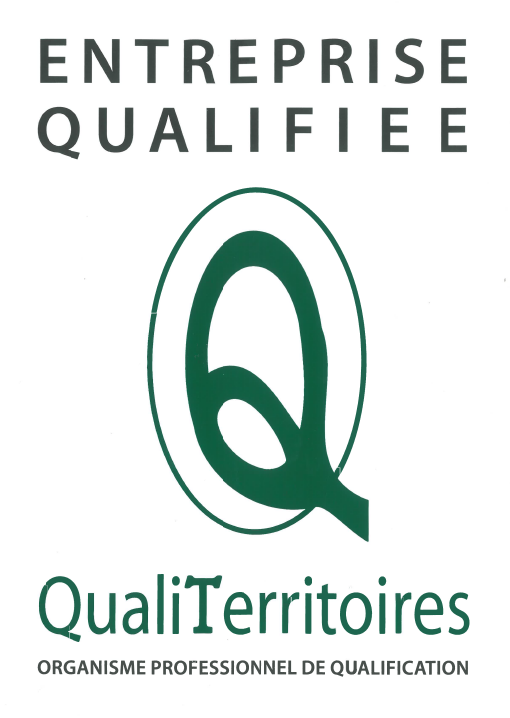 ENTREPRISE
QUALIFIEE
Q
QualiTerritoires
ORGANISME PROFESSIONNEL DE QUALIFICATION